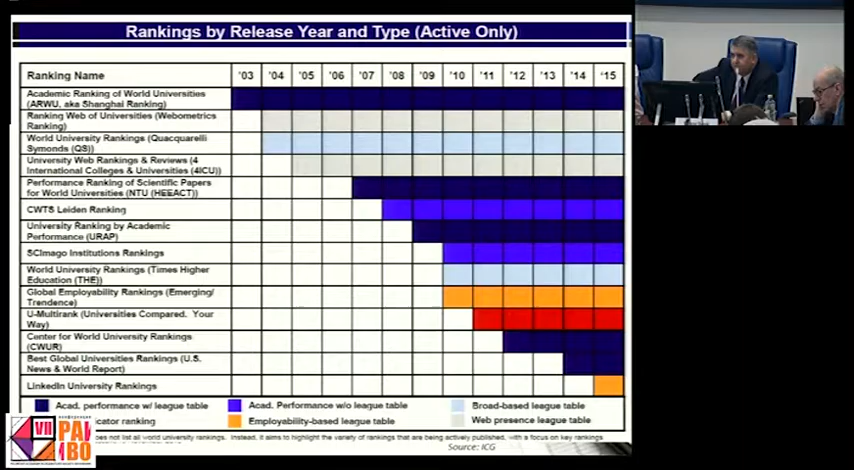 Rankings by Release Year and Type (Active Only)
Ranking Name '03 '04 '05 '06 '07 '08 '09 '10 '11 '12 '13 '14 '15
Academic Ranking of World Universities
(ARWU, aka Shanghai Ranking)
Ranking Web of Universities (Webometrics
Ranking)
World University Rankings (Quacquarelli
Symonds (QS))
University Web Rankings & Reviews (4
International Colleges & Universities (4ICU))
Performance Ranking of Scientific Papers
for World Universities (NTU (HEEACT)
CWTS Leiden Ranking
University Ranking by Academic
Performance (URAP)
SCImago Institutions Rankings
World University Rankings (Times Higher
Education (THE))
Global Employability Rankings (Emerging/
Trendence)
U-Multirank (Universities Compared. Your
Way)
Center for World University Rankings
(CWUR)
Best Global Universities Rankings (U.S.
News & World Report)
LinkedIn University Rankings
Acad. performance w/ league table Acad. Performance w/o league table Broad-based league table
cator ranking Employability-based league table Web presence league table
oes not list all world university rankings. Instead, it aims to highlight the variety of rankings that are being actively published, with a focus on key rankings
Source: ICG
VII